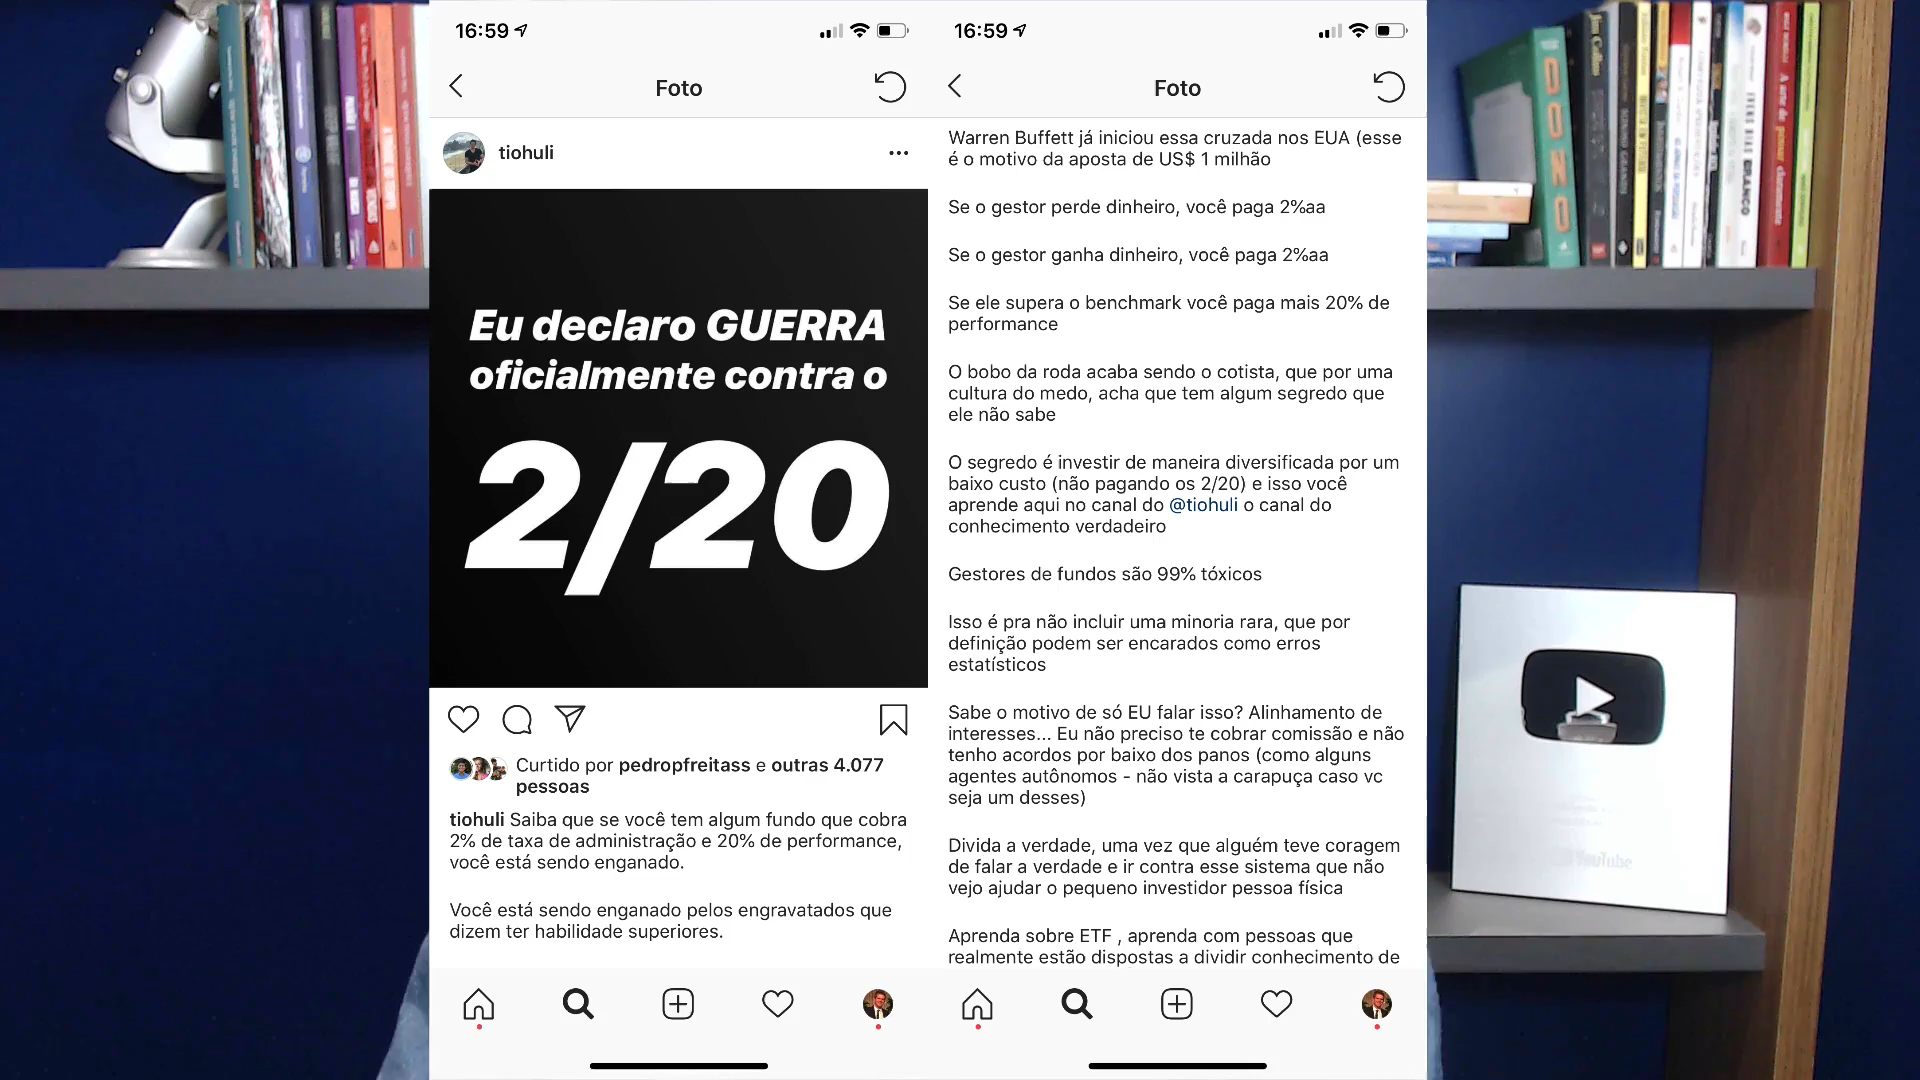 16:59
Foto
tiohuli
Eu declaro GUERRA
oficialmente contra o
2/20
Curtido por pedropfreitass e outras 4.077
pessoas
tiohuli Saiba que se você tem algum fundo que cobra
2% de taxa de administração e 20% de performance,
você está sendo enganado.
Você está sendo enganado pelos engravatados que
dizem ter habilidade superiores.
16:59
Foto
Warren Buffett já iniciou essa cruzada nos EUA (esse
é o motivo da aposta de US$ 1 milhão
Se o gestor perde dinheiro, você paga 2%aa
Se o gestor ganha dinheiro, você paga 2%aa
Se ele supera o benchmark você paga mais 20% de
performance
O bobo da roda acaba sendo o cotista, que por uma
cultura do medo, acha que tem algum segredo que
ele não sabe
O segredo é investir de maneira diversificada por um
baixo custo (não pagando os 2/20) e isso você
aprende aqui no canal do @tiohuli o canal do
conhecimento verdadeiro
Gestores de fundos são 99% tóxicos
Isso é pra não incluir uma minoria rara, que por
definição podem ser encarados como erros
estatísticos
Sabe o motivo de só EU falar isso? Alinhamento de
interesses... Eu não preciso te cobrar comissão e não
tenho acordos por baixo dos panos (como alguns
agentes autônomos - não vista a carapuça caso vc
seja um desses)
Divida a verdade, uma vez que alguém teve coragem
de falar a verdade e ir contra esse sistema que não
vejo ajudar o pequeno investidor pessoa física
Aprenda sobre ETF , aprenda com pessoas que
realmente estão dispostas a dividir conhecimento de
Jim Collins
YouTube